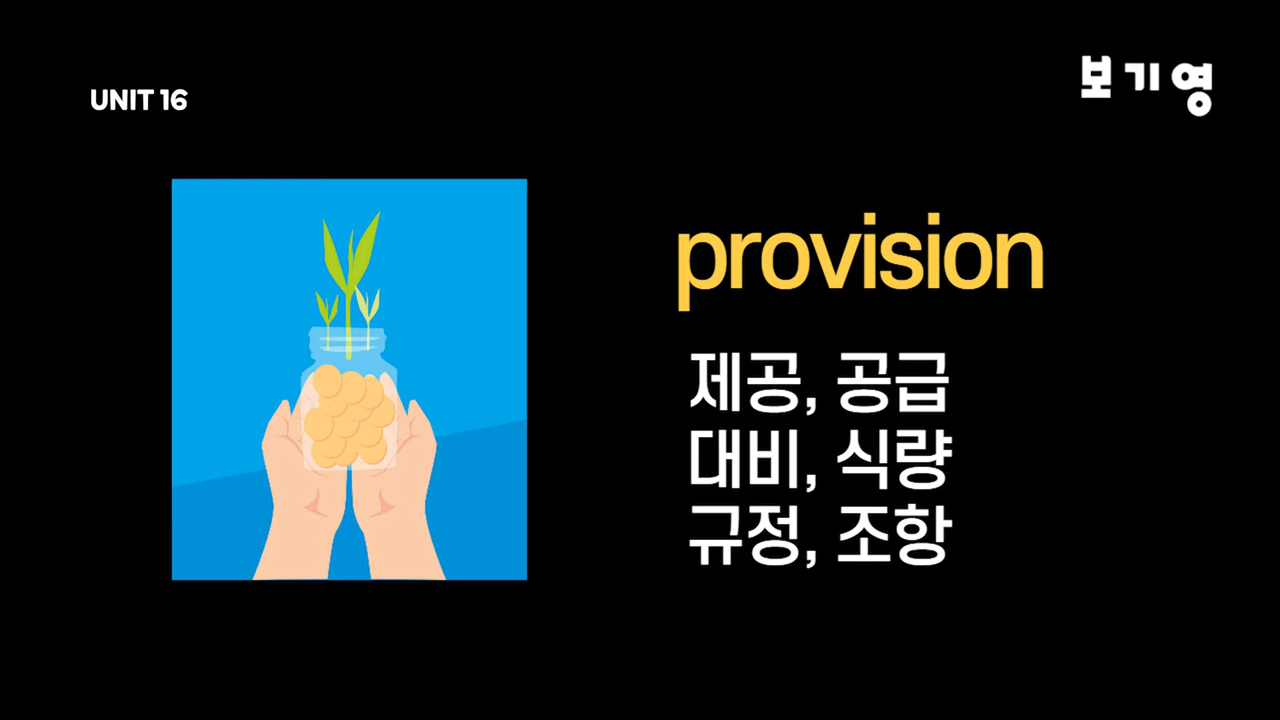 UNIT 16
보기영
provision
제공, 공급
대비, 식량
규정, 조항